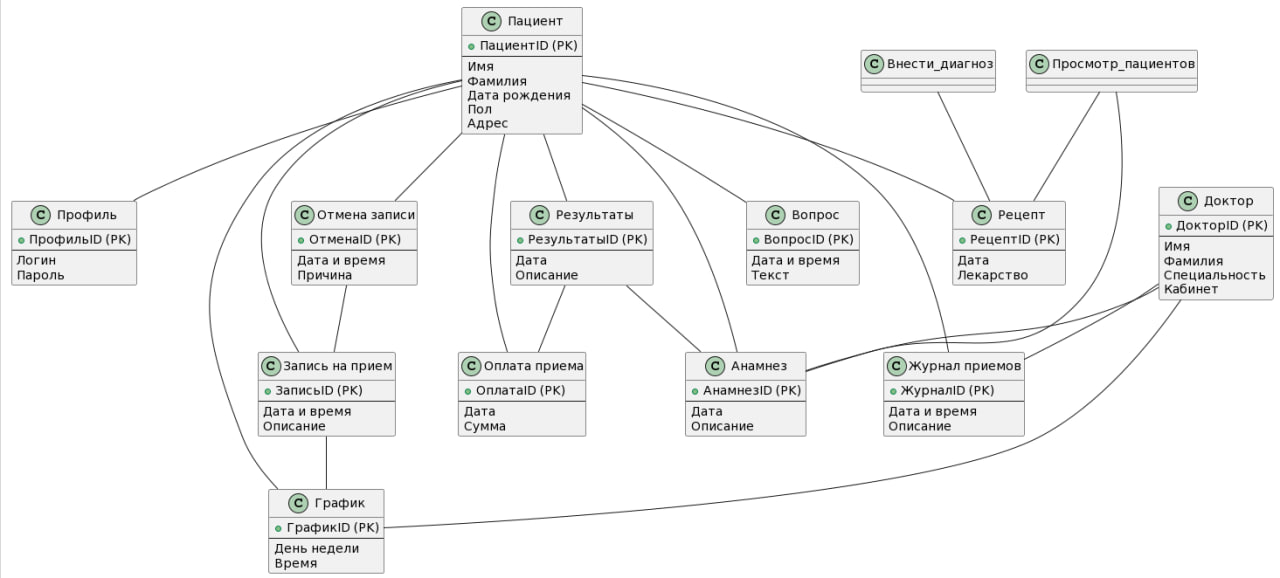 C Пациент
ПациентID (PK)
Имя
Фамилия
Дата рождения
Пол
Адрес
C Внести_диагноз
C Просмотр_пациентов
C Профиль
ПрофильID (PK)
Логин
Пароль
C Отмена записи
ОтменаID (PK)
Дата и время
Причина
C Результаты
РезультатыID (PK)
Дата
Описание
C Вопрос
ВопросID (PK)
Дата и время
Текст
C Рецепт
РецептID (PK)
Дата
Лекарство
C Доктор
ДокторID (PK)
Имя
Фамилия
Специальность
Кабинет
C Запись на прием
ЗаписьID (PK)
Дата и время
Описание
C Оплата приема
ОплатаID (PK)
Дата
Сумма
C Анамнез
АнамнезID (PK)
Дата
Описание
C Журнал приемов
ЖурналID (PK)
Дата и время
Описание
C График
ГрафикID (PK)
День недели
Время